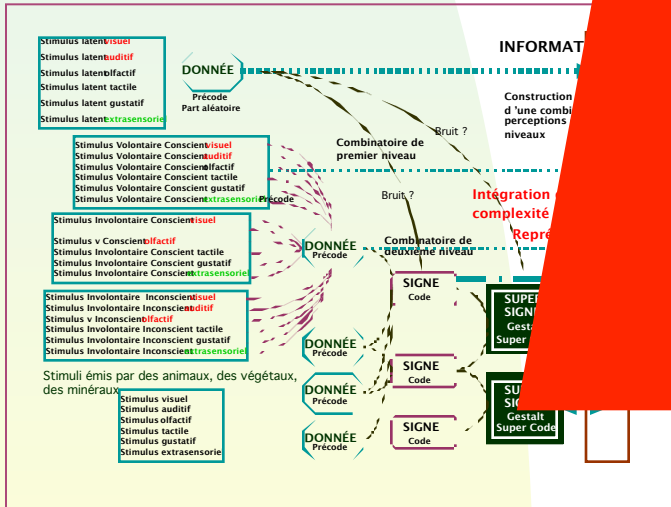 Stimulus latent visuel
Stimulus latent auditif
Stimulus latent olfactif
Stimulus latent tactile
Stimulus latent gustatif
Stimulus latent extrasensoriel
DONNÉE
Précode
Part aléatoire
INFORMAT
Construction
d 'une combi
perceptions
niveaux
Bruit ?
Combinatoire de
premier niveau
Stimulus Volontaire Conscient visuel
Stimulus Volontaire Conscient auditif
Stimulus Volontaire Conscient olfactif
Stimulus Volontaire Conscient tactile
Stimulus Volontaire Conscient gustatif
Stimulus Volontaire Conscient extrasensoriel
Précode
Bruit ?
Intégration
complexité
Repré
Stimulus Involontaire Conscient visuel
Stimulus v Conscient olfactif
Stimulus Involontaire Conscient tactile
Stimulus Involontaire Conscient gustatif
Stimulus Involontaire Conscient extrasensoriel
DONNÉE
Précode
Combinatoire de
deuxième niveau
SIGNE
Code
SUPER
SIGNE
Gesta
Super
Stimulus Involontaire Inconscient visuel
Stimulus Involontaire Inconscient auditif
Stimulus v Inconscient olfactif
Stimulus Involontaire Inconscient tactile
Stimulus Involontaire Inconscient gustatif
Stimulus Involontaire Inconscient extrasensoriel
DONNÉE
Précode
SIGNE
Code
Stimuli émis par des animaux, des végétaux,
des minéraux
Stimulus visuel
Stimulus auditif
Stimulus olfactif
Stimulus tactile
Stimulus gustatif
Stimulus extrasensorie
DONNÉE
Précode
SU
SIG
Gestalt
Super Code
DONNÉE
Précode
SIGNE
Code